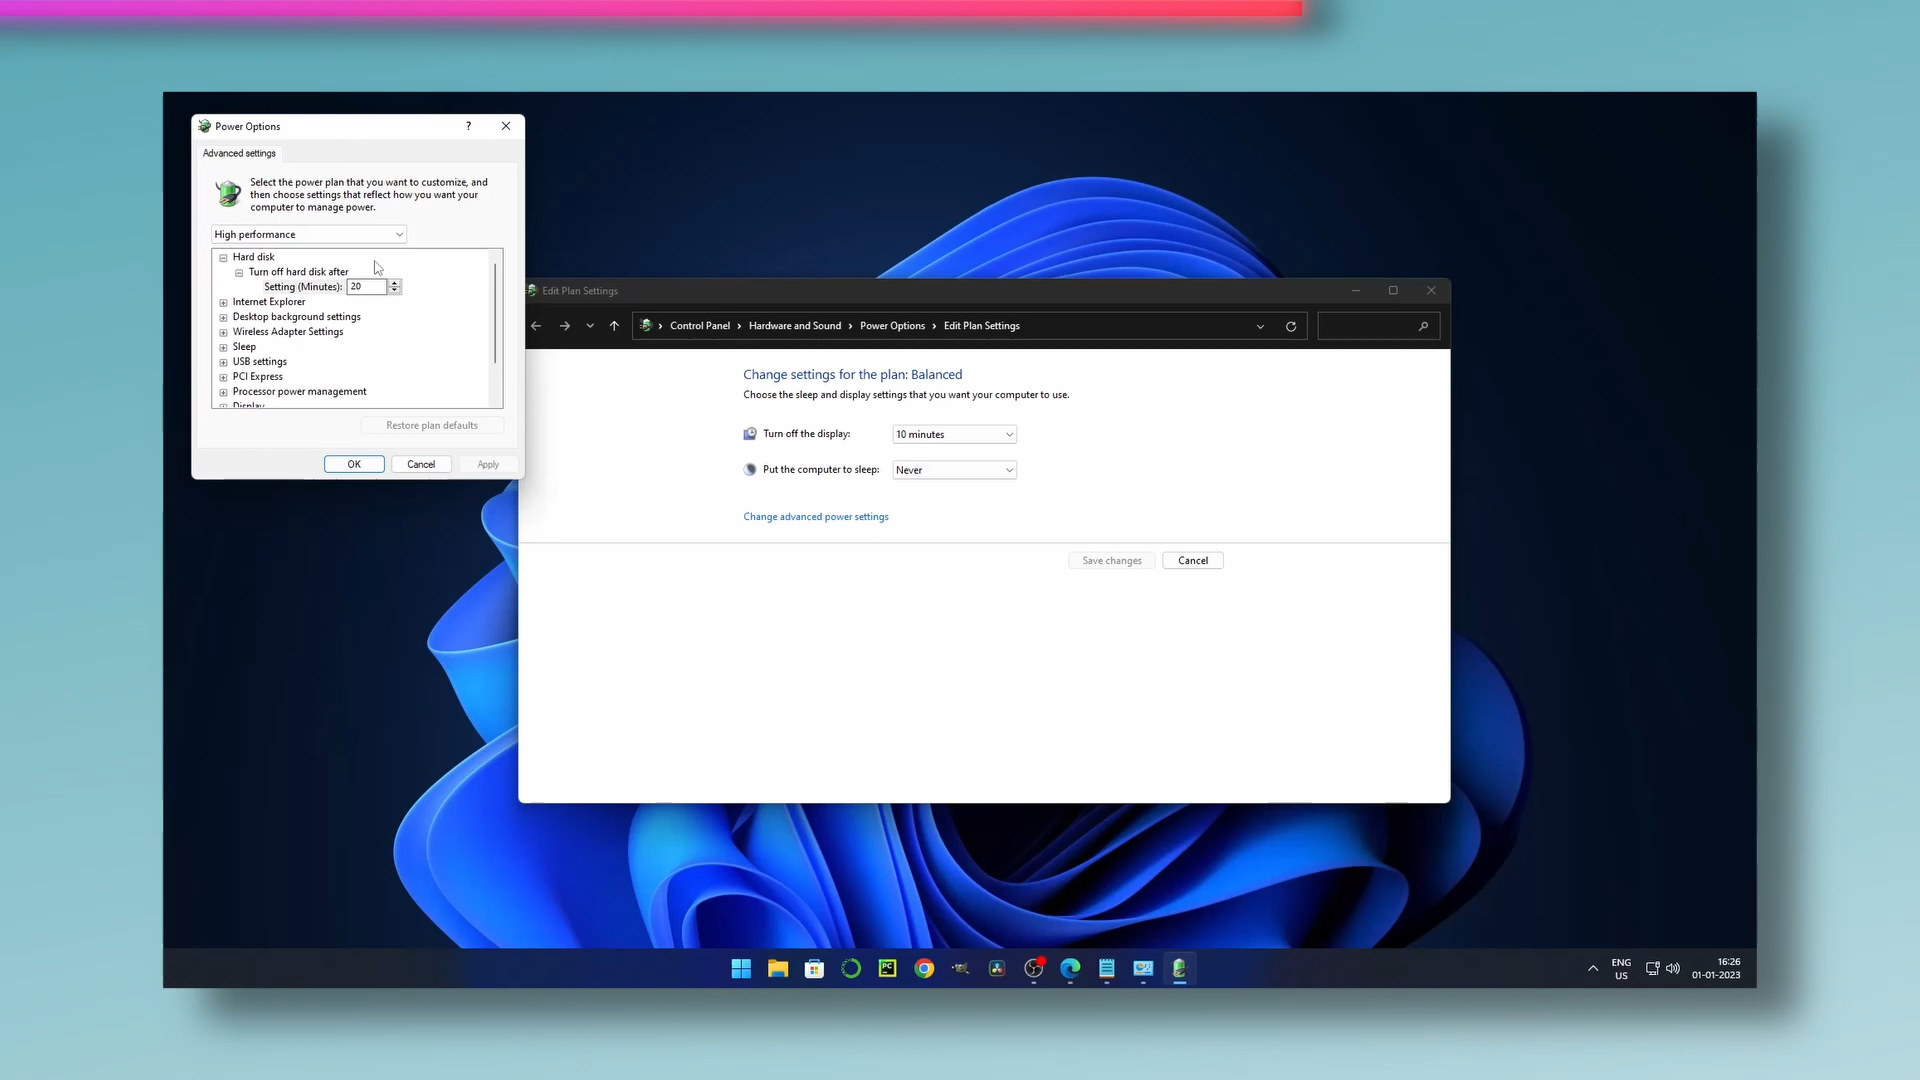 Power Options
?
Advanced settings
Select the power plan that you want to customize, and
then choose settings that reflect how you want your
computer to manage power.
High performance
Hard disk
Turn off hard disk after
Setting (Minutes): 20
Internet Explorer
Desktop background settings
Wireless Adapter Settings
Sleep
USB settings
PCI Express
Processor power management
Display
Restore plan defaults
OK Cancel Apply
Edit Plan Settings
Control Panel > Hardware and Sound > Power Options > Edit Plan Settings
Change settings for the plan: Balanced
Choose the sleep and display settings that you want your computer to use.
Turn off the display: 10 minutes
Put the computer to sleep: Never
Change advanced power settings
Save changes Cancel
PC
ENG
US
16:26
01-01-2023